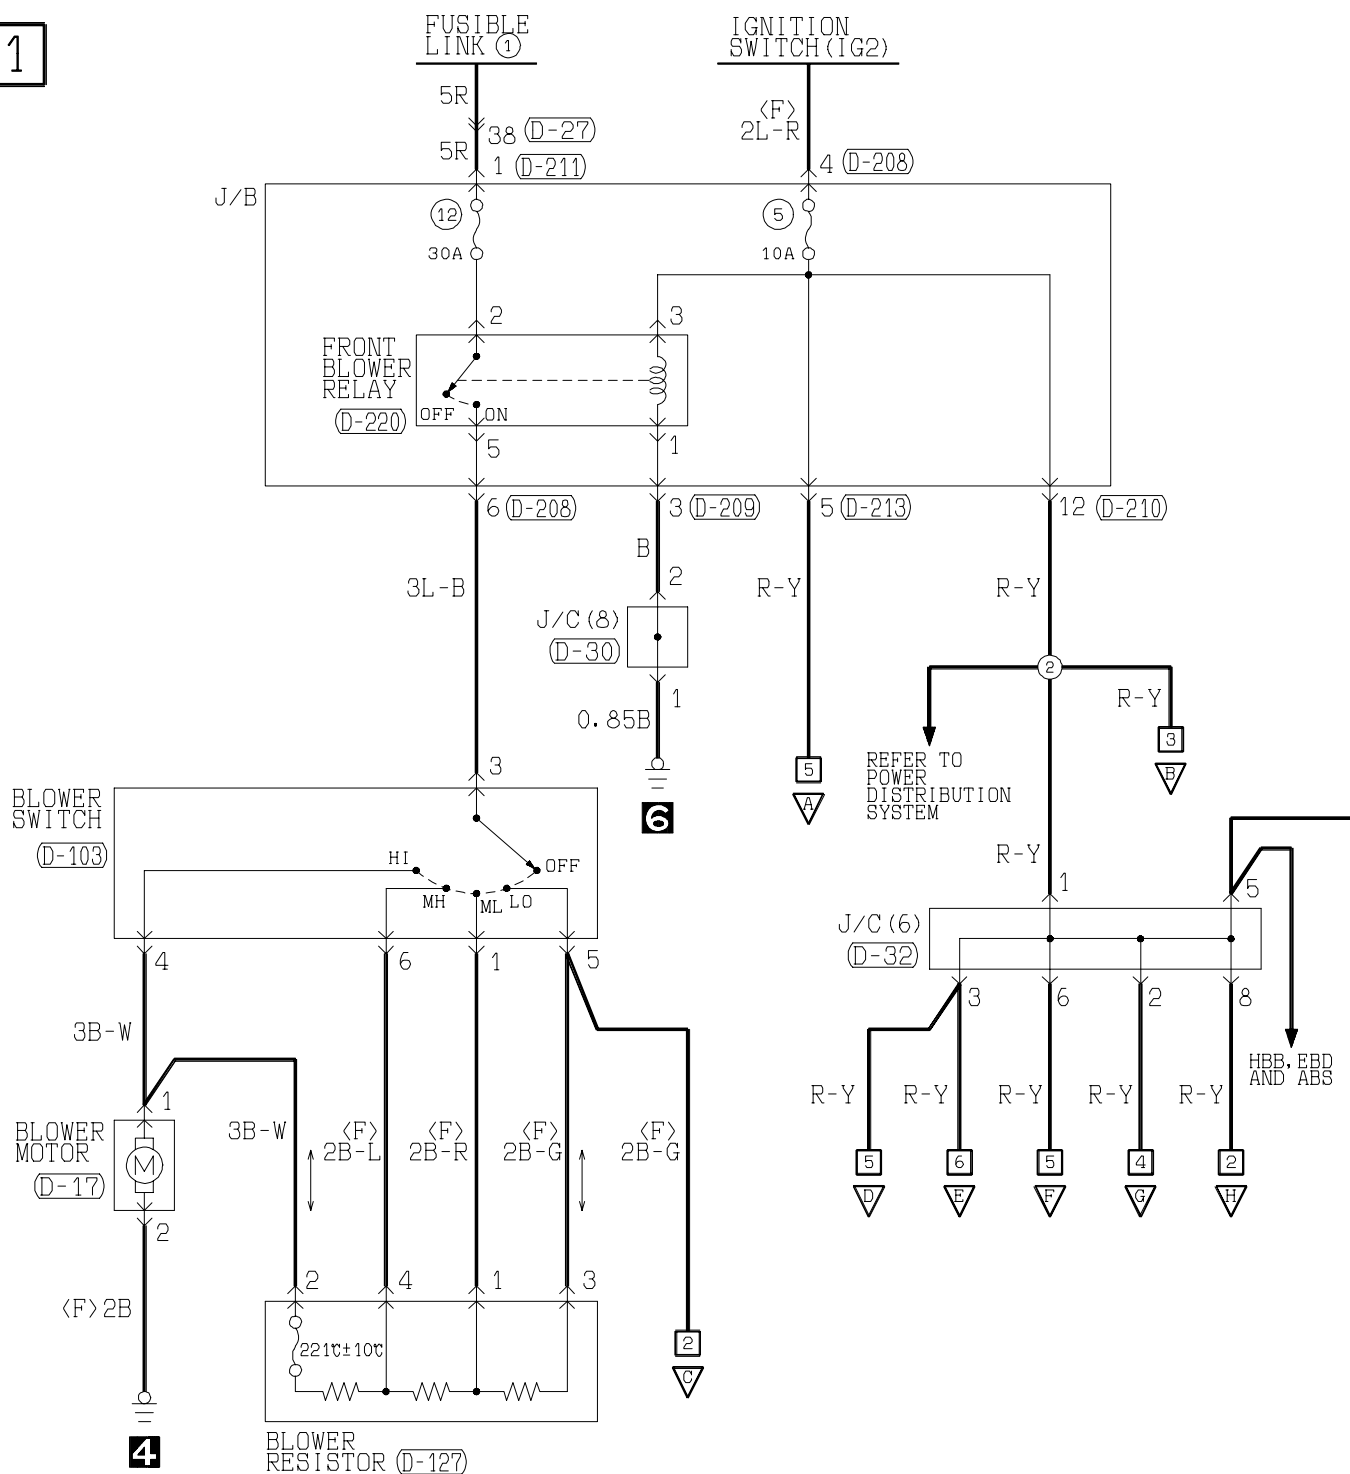 1
FUSIBLE
LINK ①
IGNITION
SWITCH(IG2)
5R
<F>
2L-R
38 (D-27)
5R
1 (D-211)
4 (D-208)
J/B
12
30A
5
10A
2
3
FRONT
BLOWER
RELAY
(D-220)
OFF
ON
5
1
6 (D-208)
3 (D-209)
5 (D-213)
12 (D-210)
B
2
3L-B
R-Y
R-Y
J/C(8)
(D-30)
2
1
R-Y
0.85B
3
B
REFER TO
POWER
DISTRIBUTION
SYSTEM
5
A
6
3
BLOWER
SWITCH
(D-103)
HI
OFF
MH
ML
LO
R-Y
1
5
J/C(6)
(D-32)
4
6
1
5
3
6
2
8
3B-W
HBB,EBD
AND ABS
R-Y
R-Y
R-Y
R-Y
R-Y
1
BLOWER
MOTOR
(D-17)
M
2
3B-W
<F>
2B-L
<F>
2B-R
<F>
2B-G
<F>
2B-G
5
D
6
E
5
F
4
G
2
H
2
4
1
3
<F>2B
221℃±10℃
2
C
4
BLOWER
RESISTOR (D-127)